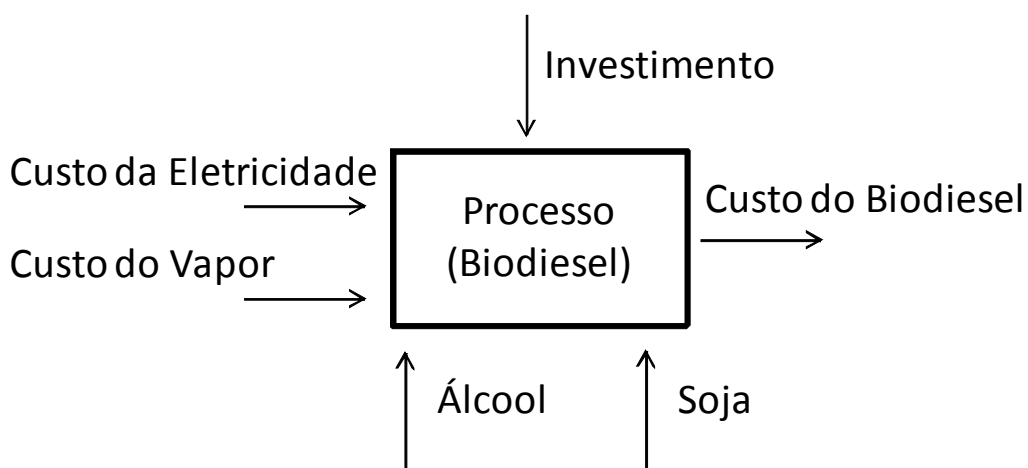 Investimento
Custo da Eletricidade
Custo do Vapor
Processo
(Biodiesel)
Custo do Biodiesel
Álcool
Soja